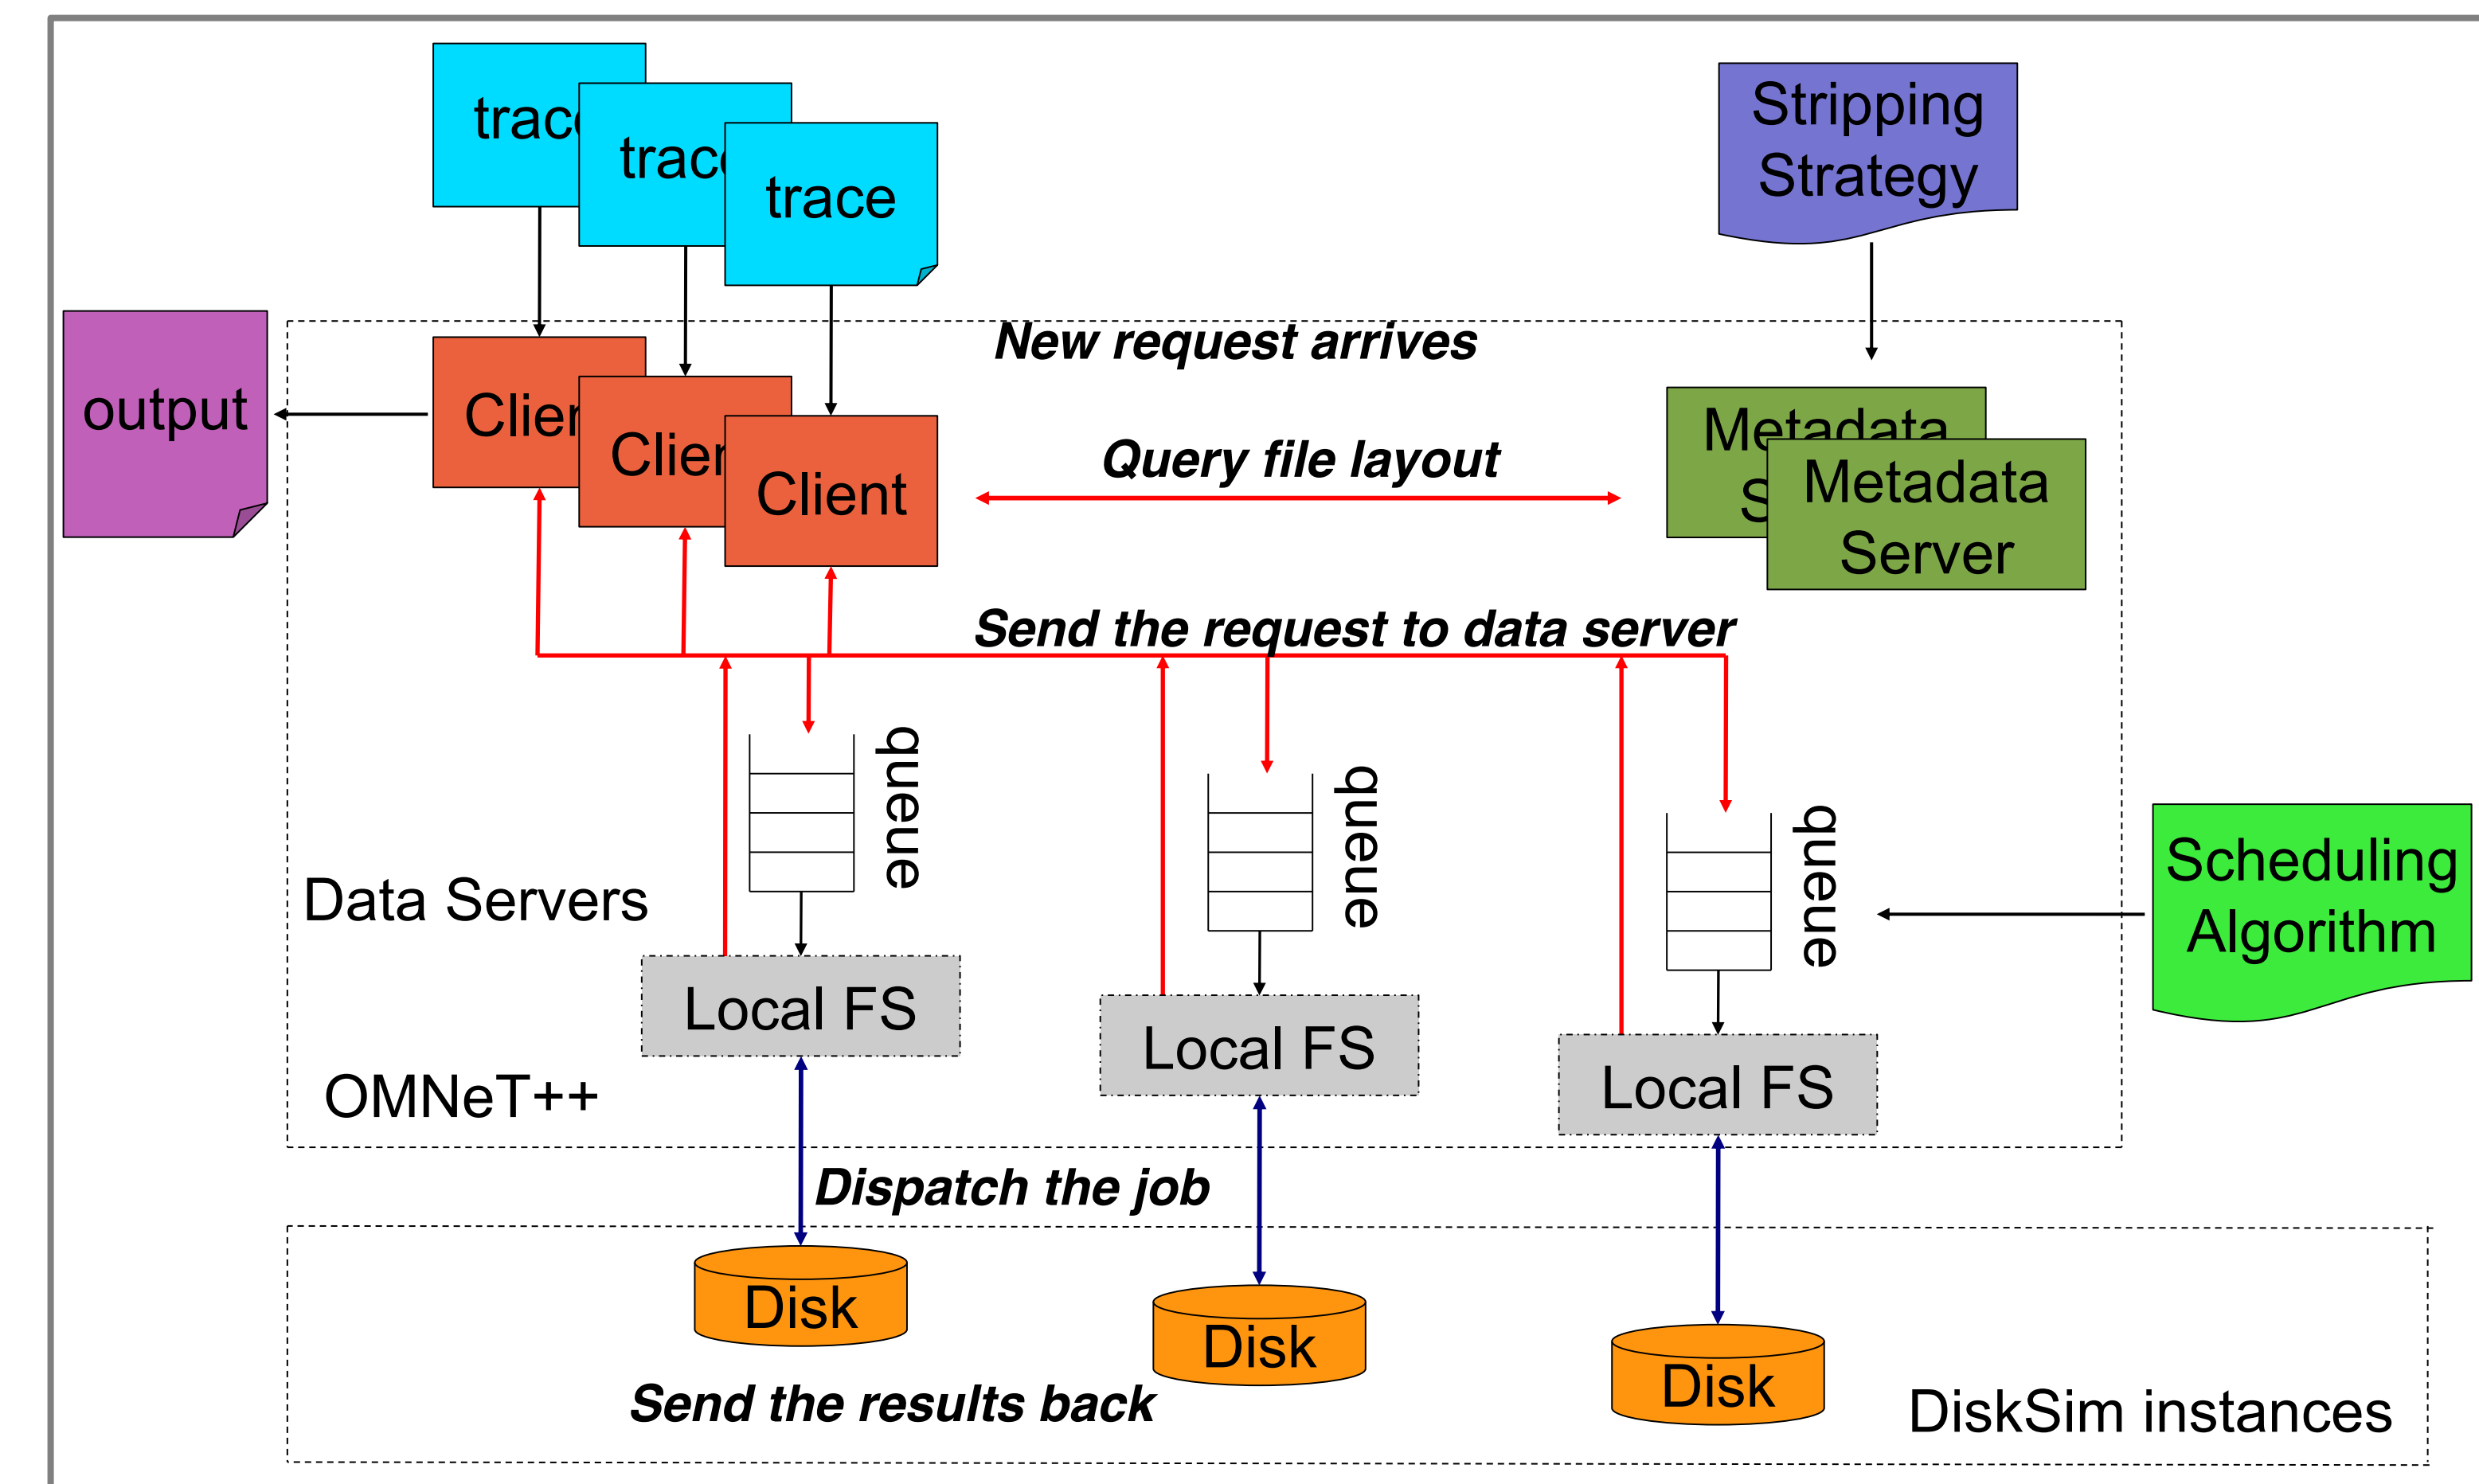 trac
trac
trace
Stripping
Strategy
New request arrives
output
Clien
Clien
Client
Query file layout
Metadata
S
Metadata
Server
Send the request to data server
queue
queue
queue
Data Servers
Scheduling
Algorithm
Local FS
Local FS
Local FS
OMNeT++
Dispatch the job
Disk
Disk
Disk
Send the results back
DiskSim instances